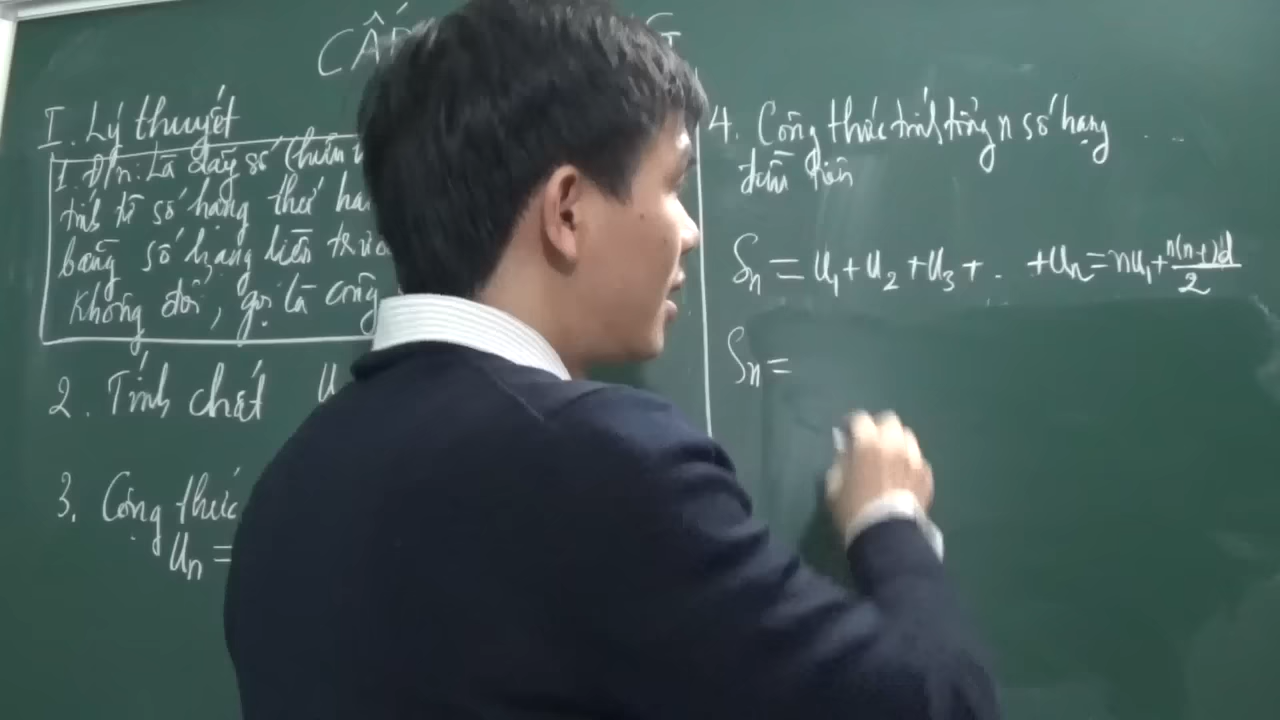 CẤP
I. Lý thuyết
1. Đ/n: Là dãy số (hữu
tính từ số hạng thứ hai
bằng số hạng liền trước
không đổi, gọi là công
2. Tính chất U
3. Công thức
Un =
4. Công thức tính tổng n số hạng ...
đầu tiên
Sn = U1 + U2 + U3 + ... + Un = nU1 + n(n-1)d/2
Sn =